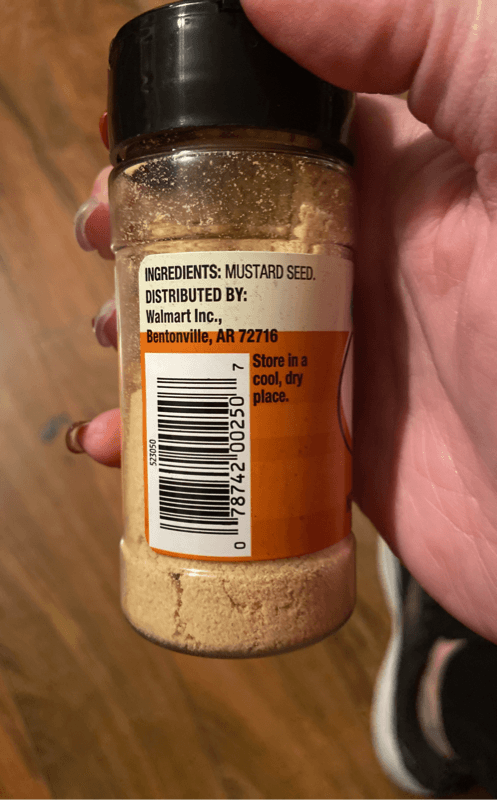 INGREDIENTS: MUSTARD SEED.
DISTRIBUTED BY:
Walmart Inc.,
Bentonville, AR 72716
Store in a
cool, dry
place.
523050
0 78742 00250 7